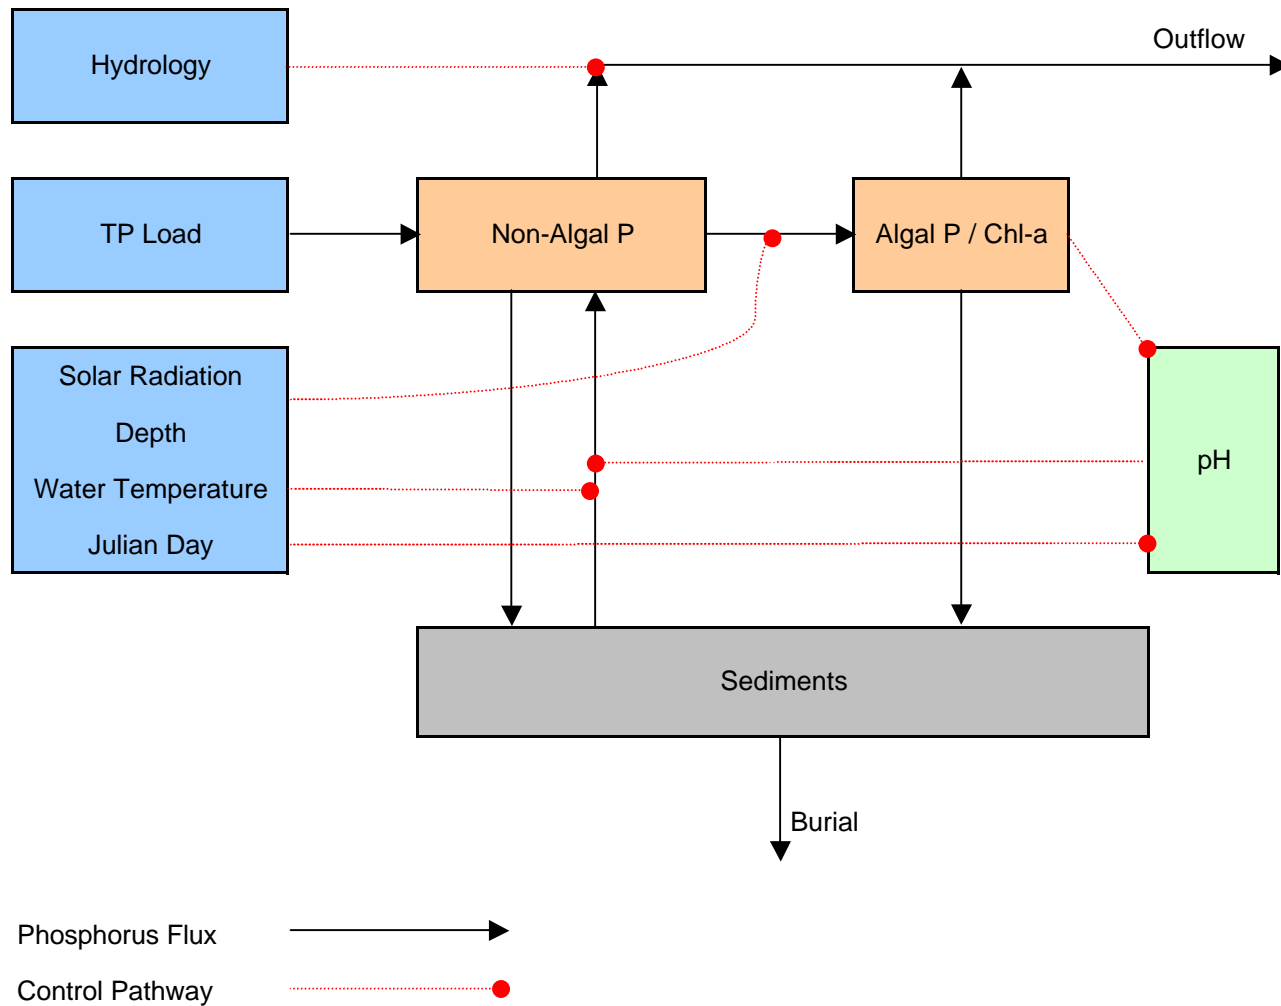 Outflow
Hydrology
TP Load
Non-Algal P
Algal P / Chl-a
Solar Radiation
Depth
Water Temperature
Julian Day
pH
Sediments
Burial
Phosphorus Flux
Control Pathway